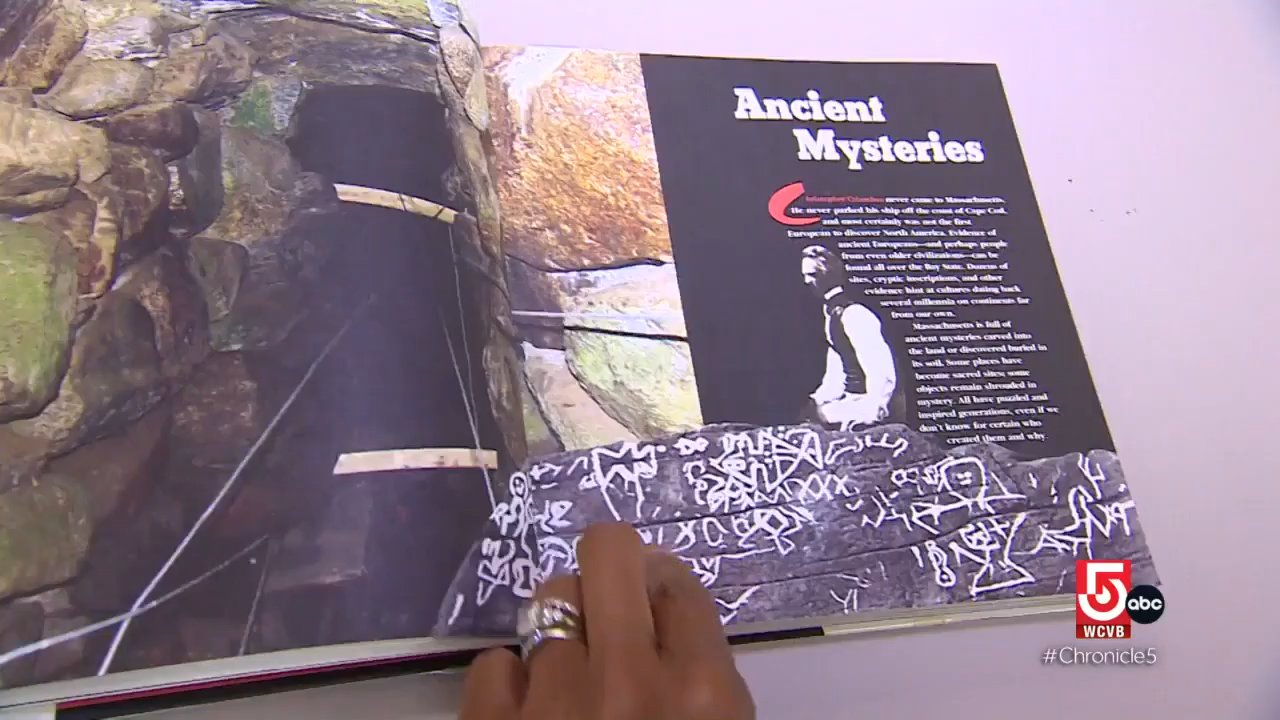 Ancient
Mysteries
Christopher Columbus never came to Massachusetts.
He never parked his ship off the coast of Cape Cod,
and most certainly was not the first
European to discover North America. Evidence of
ancient Europeans—and perhaps people
from even older civilizations—can be
found all over the Bay State. Dozens of
sites, cryptic inscriptions, and other
evidence hint at cultures dating back
several millennia on continents far
from our own.
Massachusetts is full of
ancient mysteries carved into
the land or discovered buried in
its soil. Some places have
become sacred sites; some
objects remain shrouded in
mystery. All have puzzled and
inspired generations, even if we
don't know for certain who
created them and why.
5
abc
WCVB
#Chronicle5